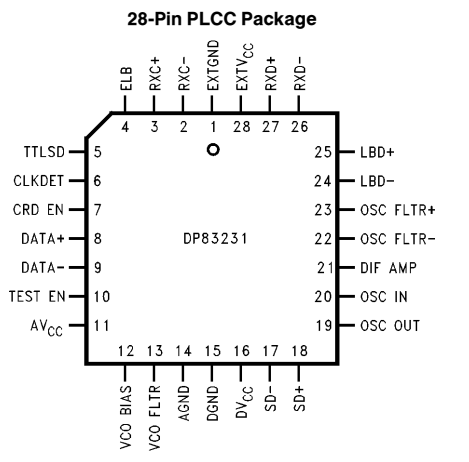 28-Pin PLCC Package
ELB
RXC+
RXC-
EXTGND
EXTVCC
RXD+
RXD-
4 3 2 1 28 27 26
TTLSD 5 25 LBD+
CLKDET 6 24 LBD-
CRD EN 7 23 OSC FLTR+
DATA+ 8 DP83231 22 OSC FLTR-
DATA- 9 21 DIF AMP
TEST EN 10 20 OSC IN
AVCC 11 19 OSC OUT
12 13 14 15 16 17 18
VCO BIAS
VCO FLTR
AGND
DGND
DVCC
SD-
SD+